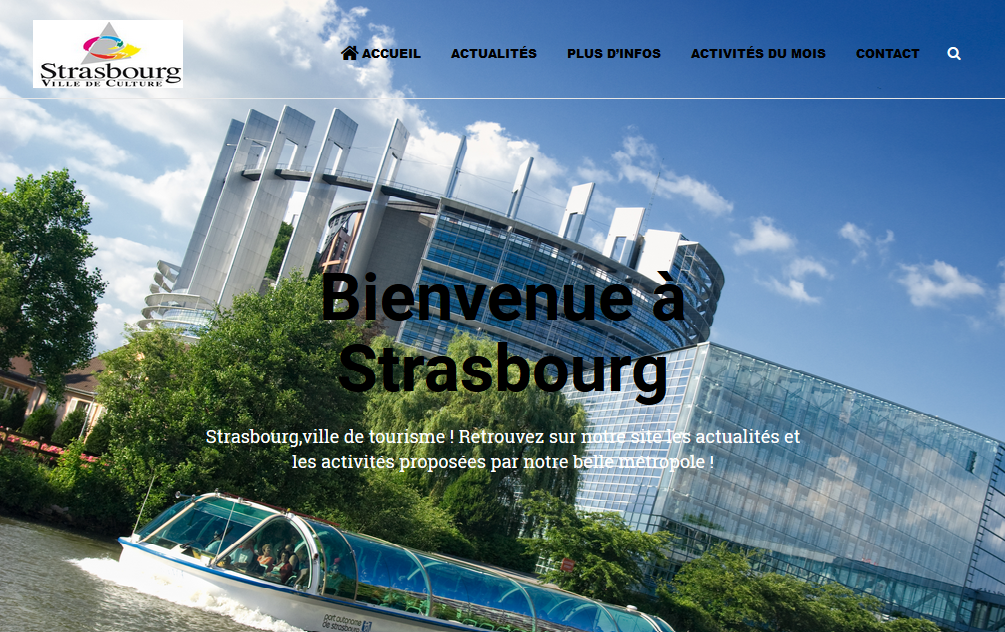 Strasbourg
VILLE DE CULTURE
ACCUEIL
ACTUALITÉS
PLUS D'INFOS
ACTIVITÉS DU MOIS
CONTACT
Bienvenue à
Strasbourg
Strasbourg,ville de tourisme ! Retrouvez sur notre site les actualités et
les activités proposées par notre belle métropole !
port autonome
de strasbourg